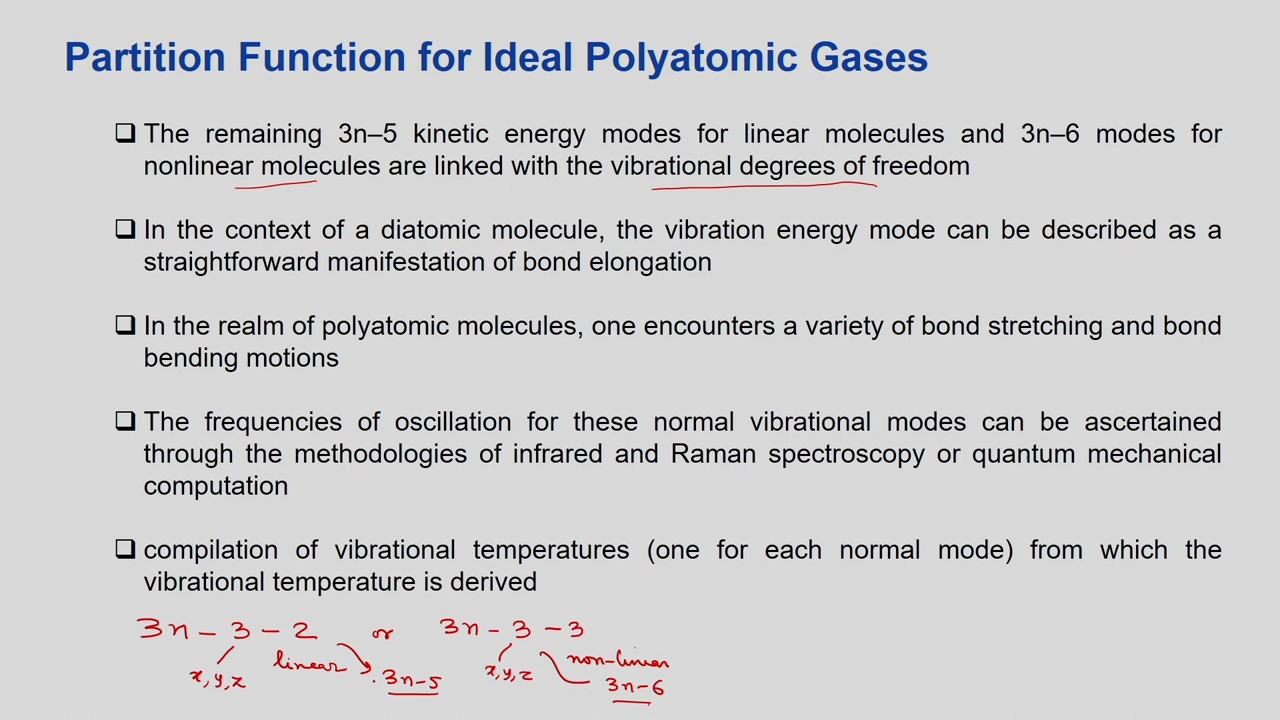 Partition Function for Ideal Polyatomic Gases
❑ The remaining 3n–5 kinetic energy modes for linear molecules and 3n–6 modes for
nonlinear molecules are linked with the vibrational degrees of freedom
❑ In the context of a diatomic molecule, the vibration energy mode can be described as a
straightforward manifestation of bond elongation
❑ In the realm of polyatomic molecules, one encounters a variety of bond stretching and bond
bending motions
❑ The frequencies of oscillation for these normal vibrational modes can be ascertained
through the methodologies of infrared and Raman spectroscopy or quantum mechanical
computation
❑ compilation of vibrational temperatures (one for each normal mode) from which the
vibrational temperature is derived
3n – 3 – 2 or 3n – 3 – 3
x,y,z linear 3n–5 x,y,z non-linear
3n–6